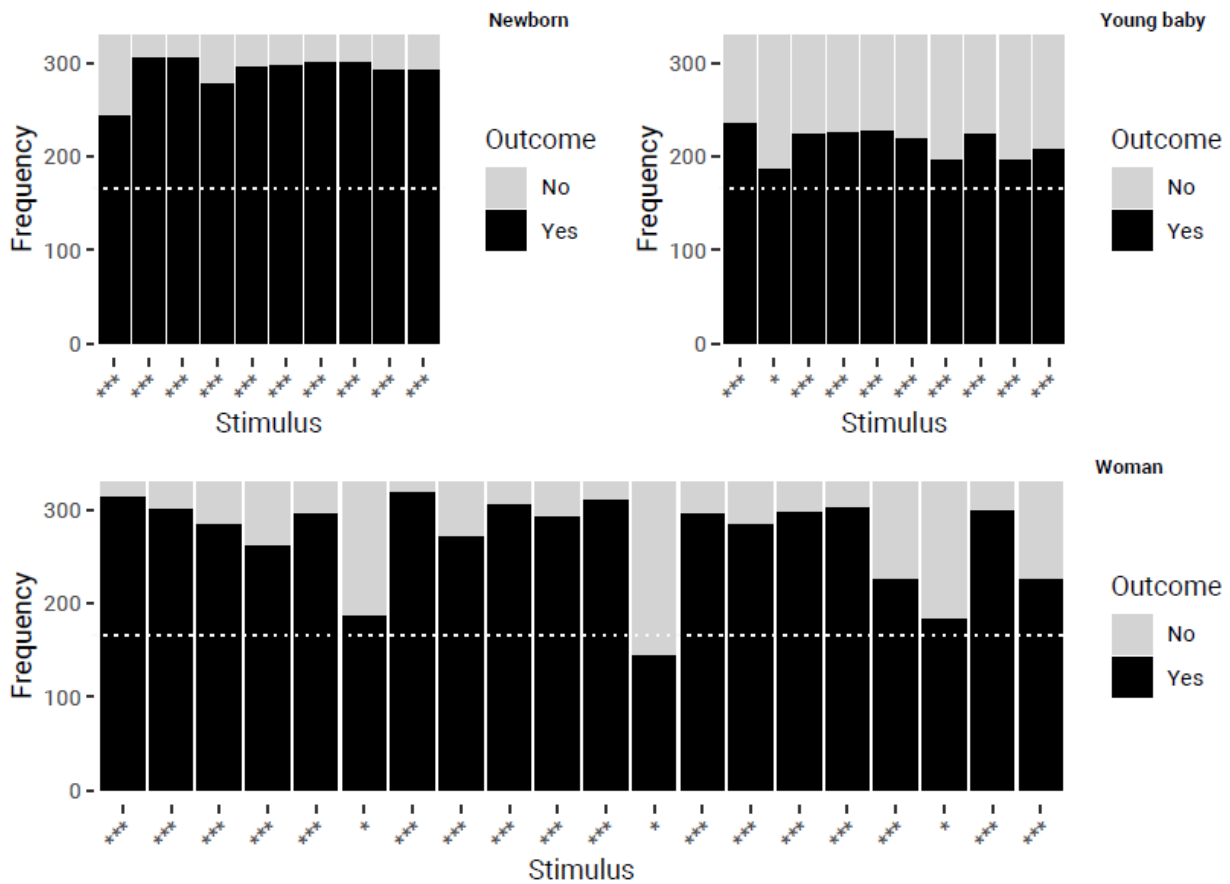 Newborn
300
200
100
0
Frequency
*** *** *** *** *** *** *** *** *** ***
Stimulus
Outcome
No
Yes
Young baby
300
200
100
0
Frequency
*** * *** *** *** *** *** *** *** ***
Stimulus
Outcome
No
Yes
Woman
300
200
100
0
Frequency
*** *** *** *** *** * *** *** *** *** *** * *** *** *** *** *** * *** ***
Stimulus
Outcome
No
Yes